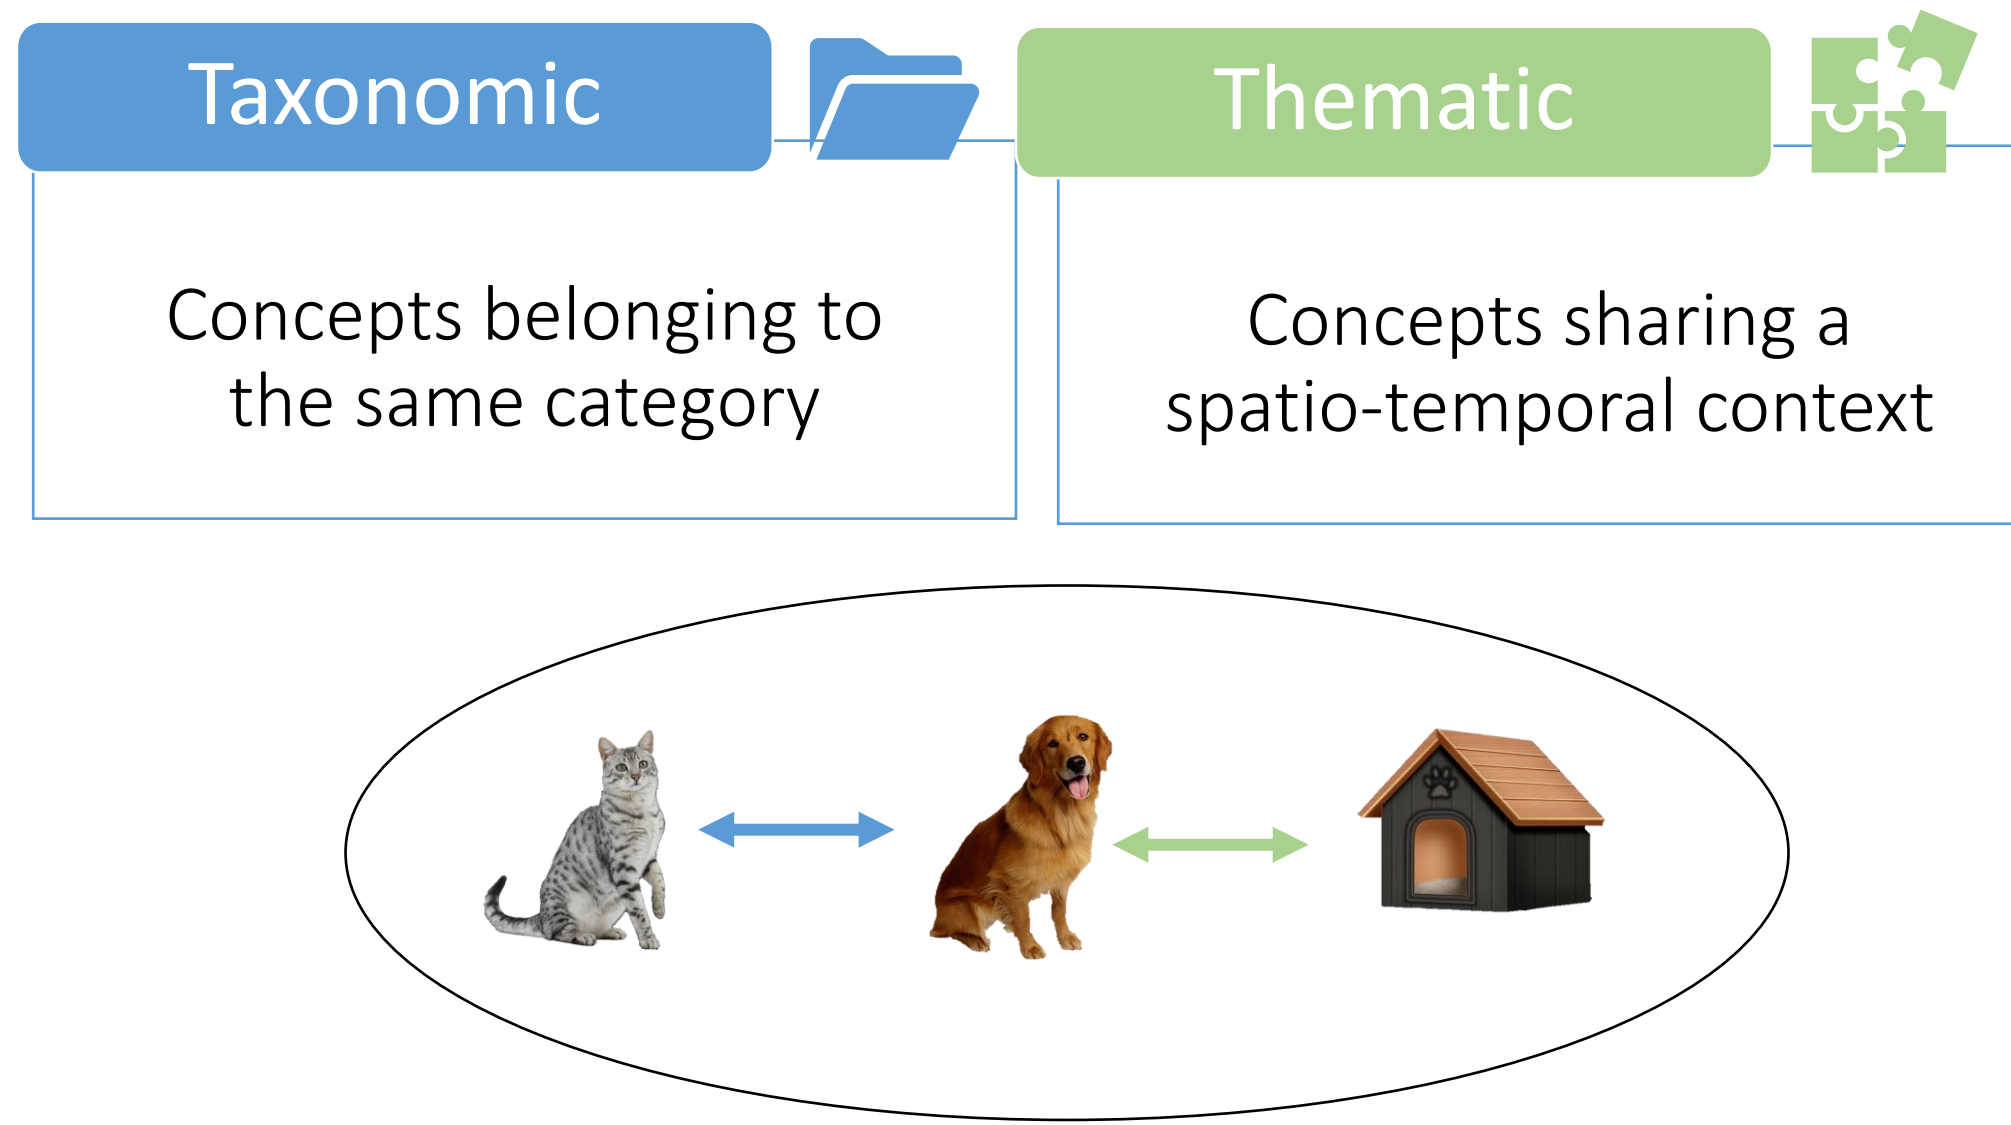 Taxonomic
Concepts belonging to
the same category
Thematic
Concepts sharing a
spatio-temporal context